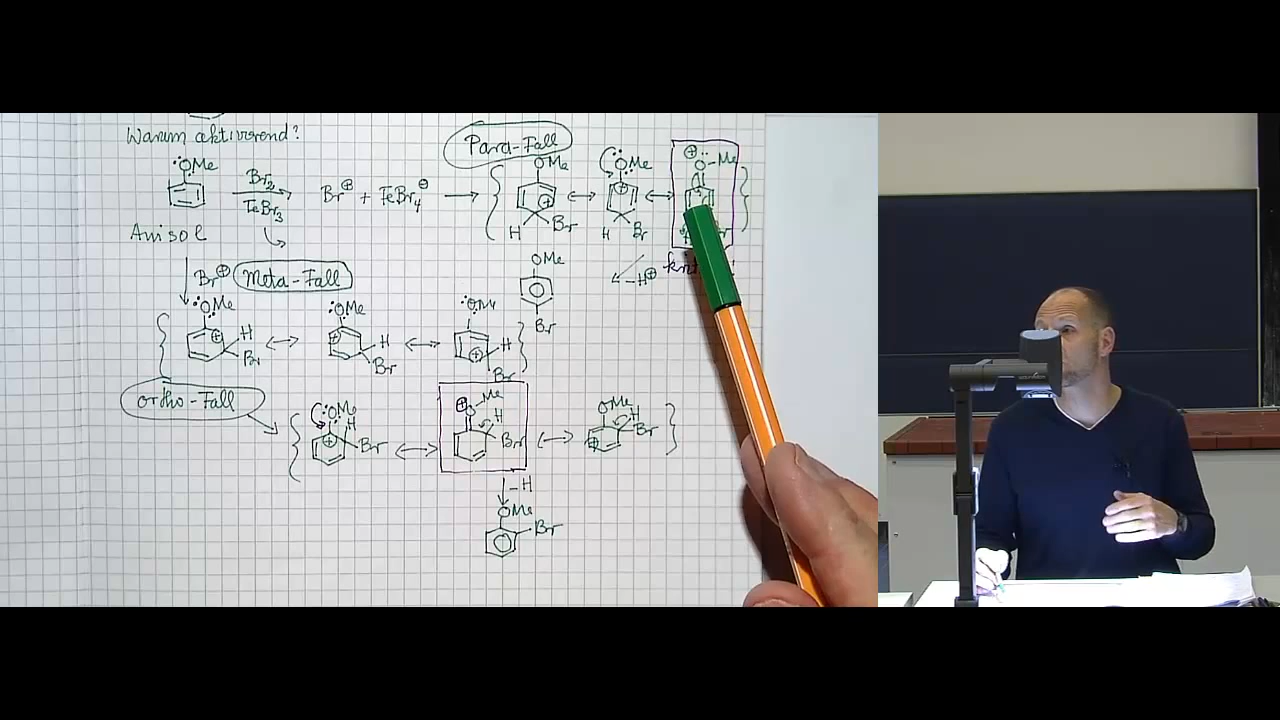 Warum aktivierend?
Para-Fall
OMe
Br₂
FeBr₃
Br⊕ + FeBr₄⊖
OMe
H
Br
OMe
H
Br
⊕
O-Me
Anisol
-H⊕
Br⊕
Meta-Fall
OMe
Br
OMe
H
Br
OMe
H
Br
OMe
H
Br
ortho-Fall
OMe
H
Br
⊕
O-Me
H
Br
OMe
H
Br
-H
OMe
Br